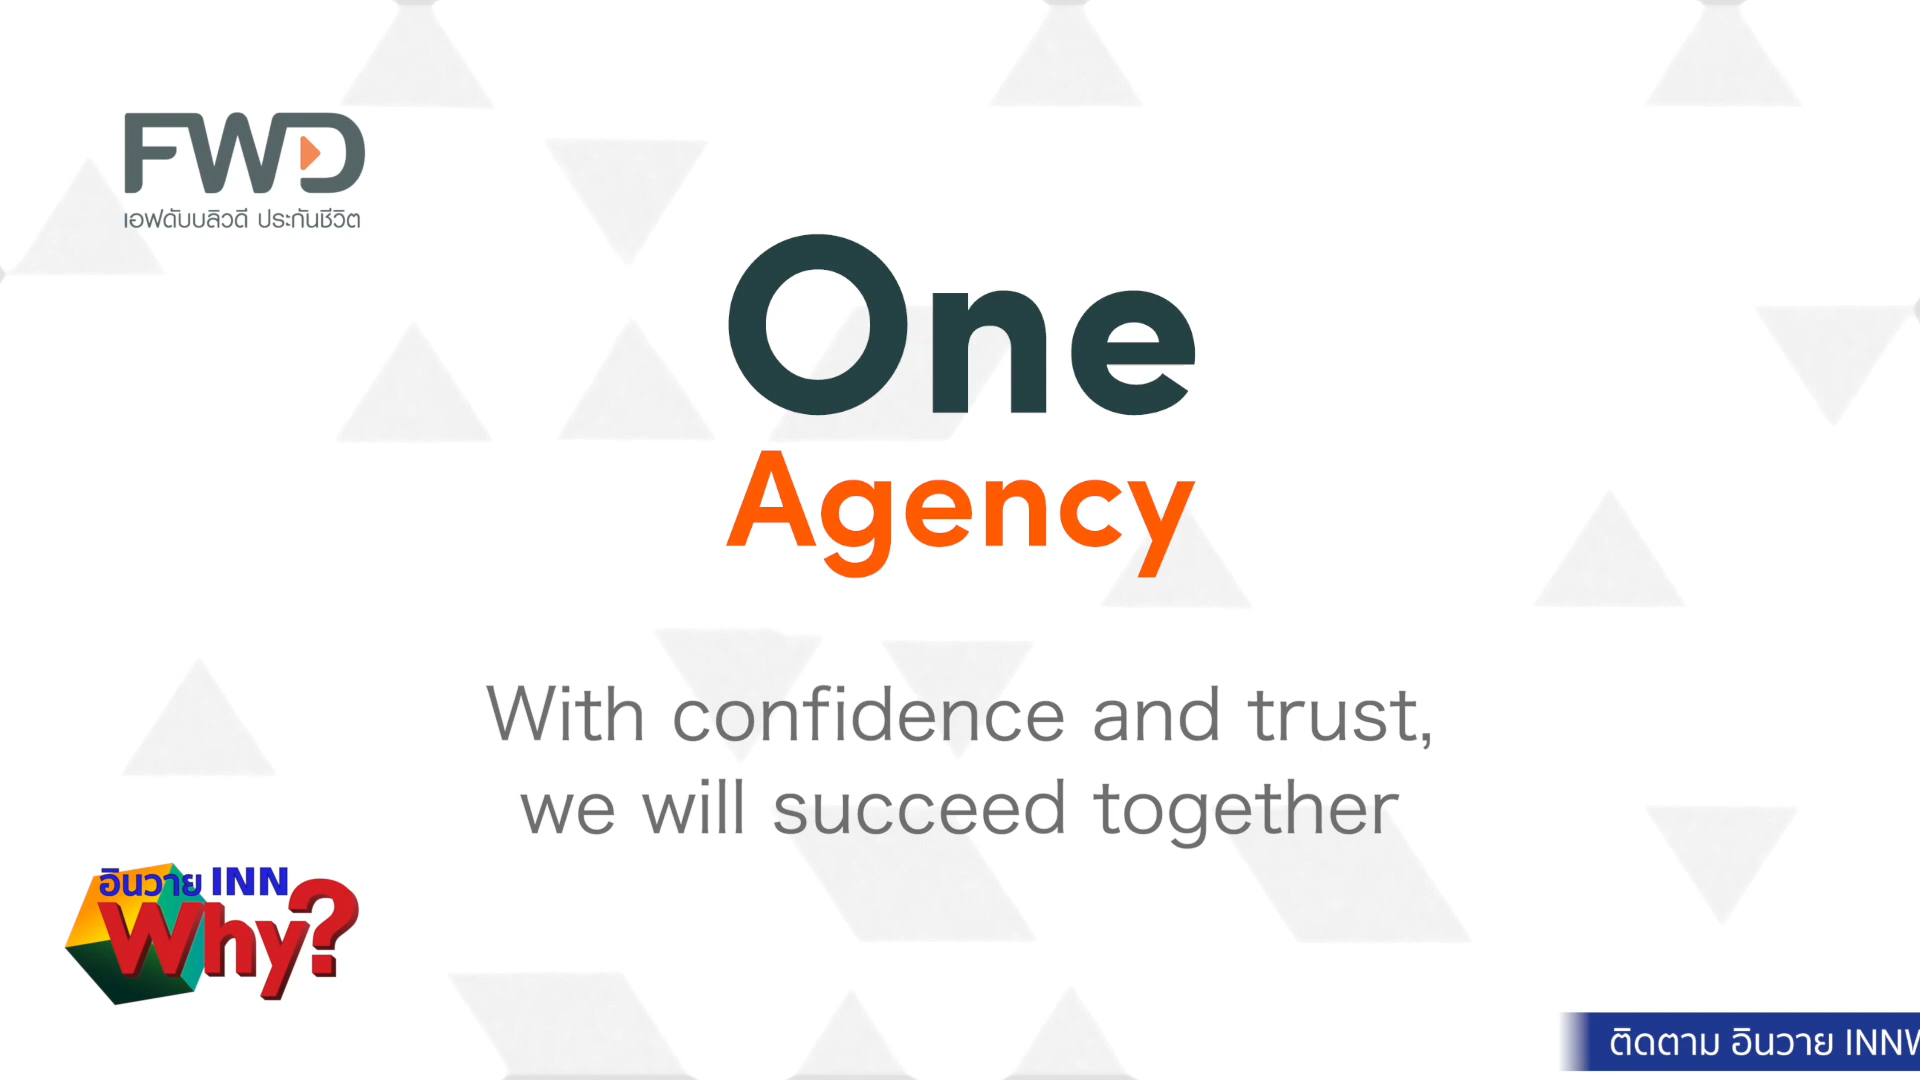 FWD
เอฟดับบลิวดี ประกันชีวิต
One
Agency
With confidence and trust,
we will succeed together
อินวาย INN
Why?
ติดตาม อินวาย INNW